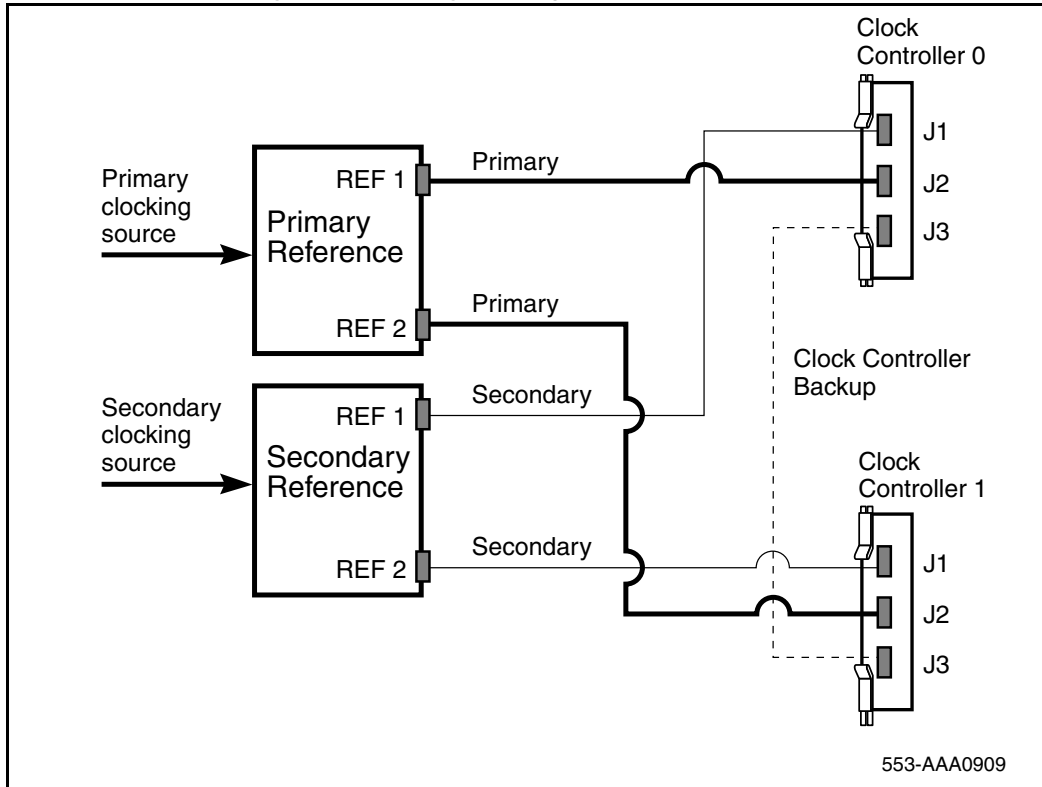 Clock
Controller 0
J1
Primary
REF 1
J2
Primary
clocking
source
Primary
Reference
J3
Primary
REF 2
Clock Controller
Backup
Secondary
REF 1
Secondary
clocking
source
Secondary
Reference
Clock
Controller 1
Secondary
REF 2
J1
J2
J3
553-AAA0909